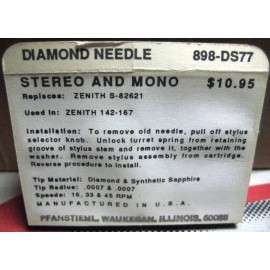 DIAMOND NEEDLE 898-DS77
STEREO AND MONO $10.95
Replaces: ZENITH S-82621
Used In: ZENITH 142-167
Installation: To remove old needle, pull off stylus
selector knob. Unlock turret spring from retaining
groove of stylus stem and remove it, together with the
washer. Remove stylus assembly from cartridge.
Reverse procedure to install.
Tip Material: Diamond & Synthetic Sapphire
Tip Radius: .0007 & .0007
Speeds: 16, 33 & 45 RPM
MANUFACTURED IN U.S.A.
PFANSTIEHL, WAUKEGAN, ILLINOIS, 60085